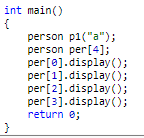 int main()
{
    person p1("a");
    person per[4];
    per[0].display();
    per[1].display();
    per[2].display();
    per[3].display();
    return 0;
}